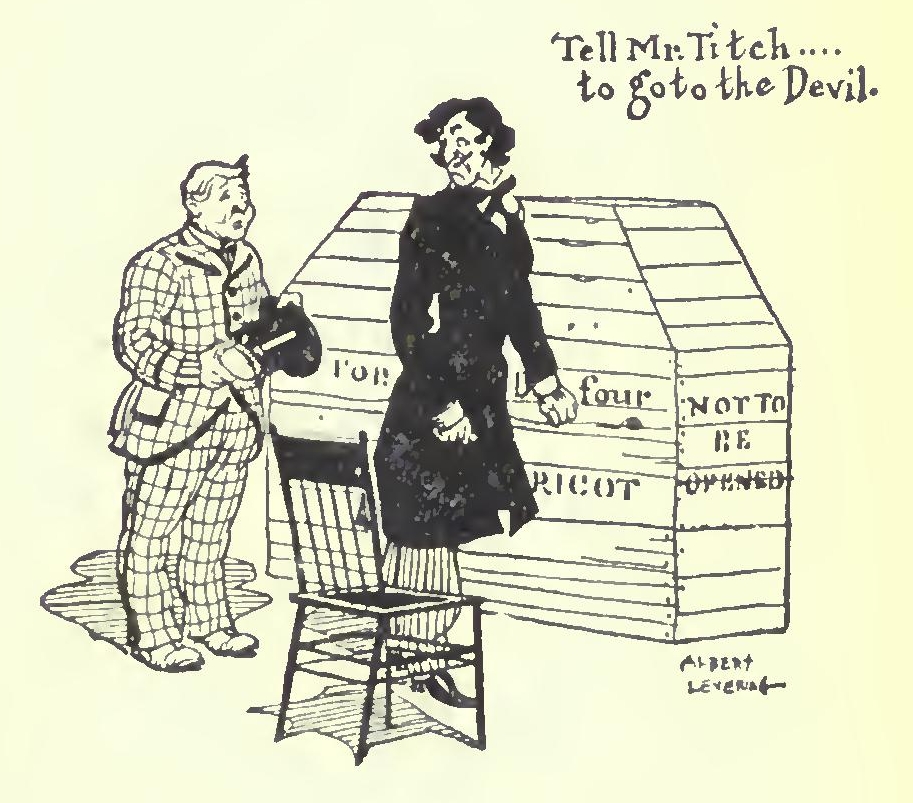 Tell Mr. Titch....
to go to the Devil.
FOR
four
RICOT
NOT TO
BE
OPENED
ALBERT
LEVERING